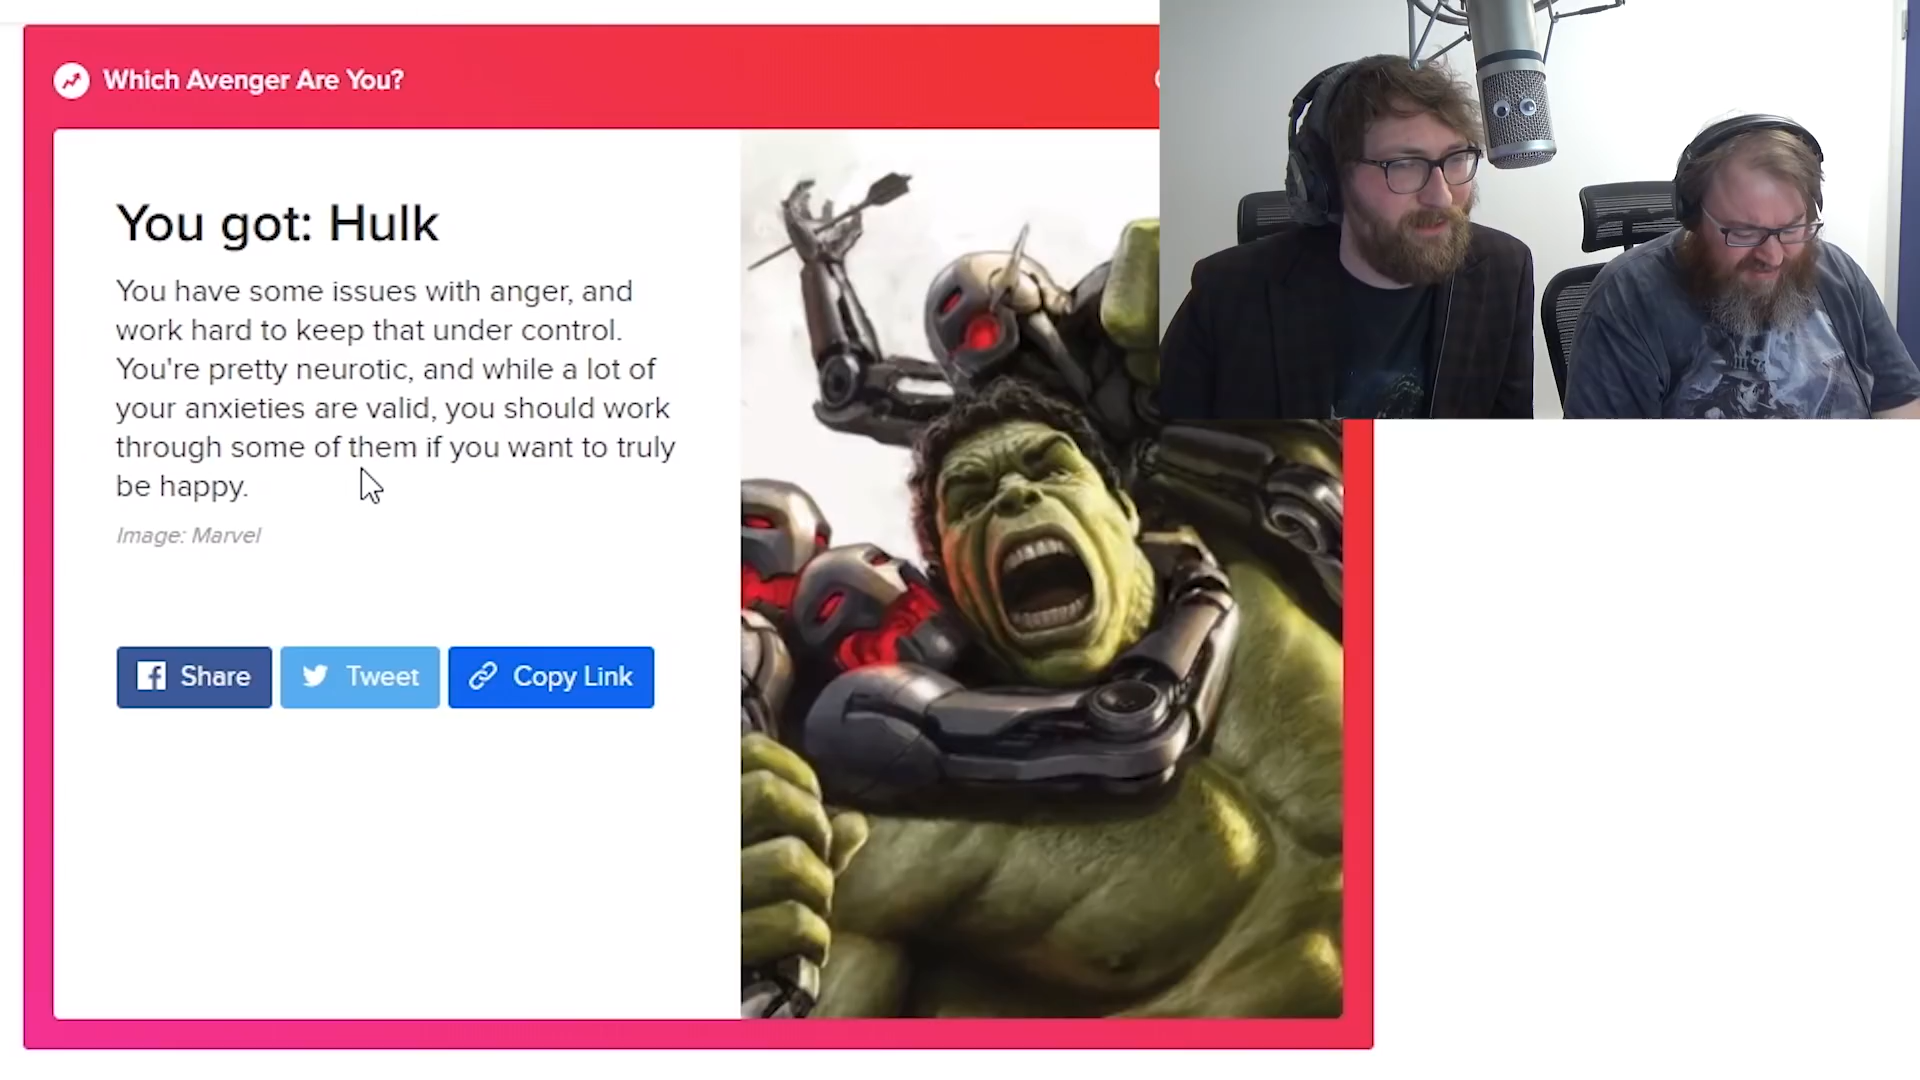 Which Avenger Are You?
You got: Hulk
You have some issues with anger, and
work hard to keep that under control.
You're pretty neurotic, and while a lot of
your anxieties are valid, you should work
through some of them if you want to truly
be happy.
Image: Marvel
Share
Tweet
Copy Link